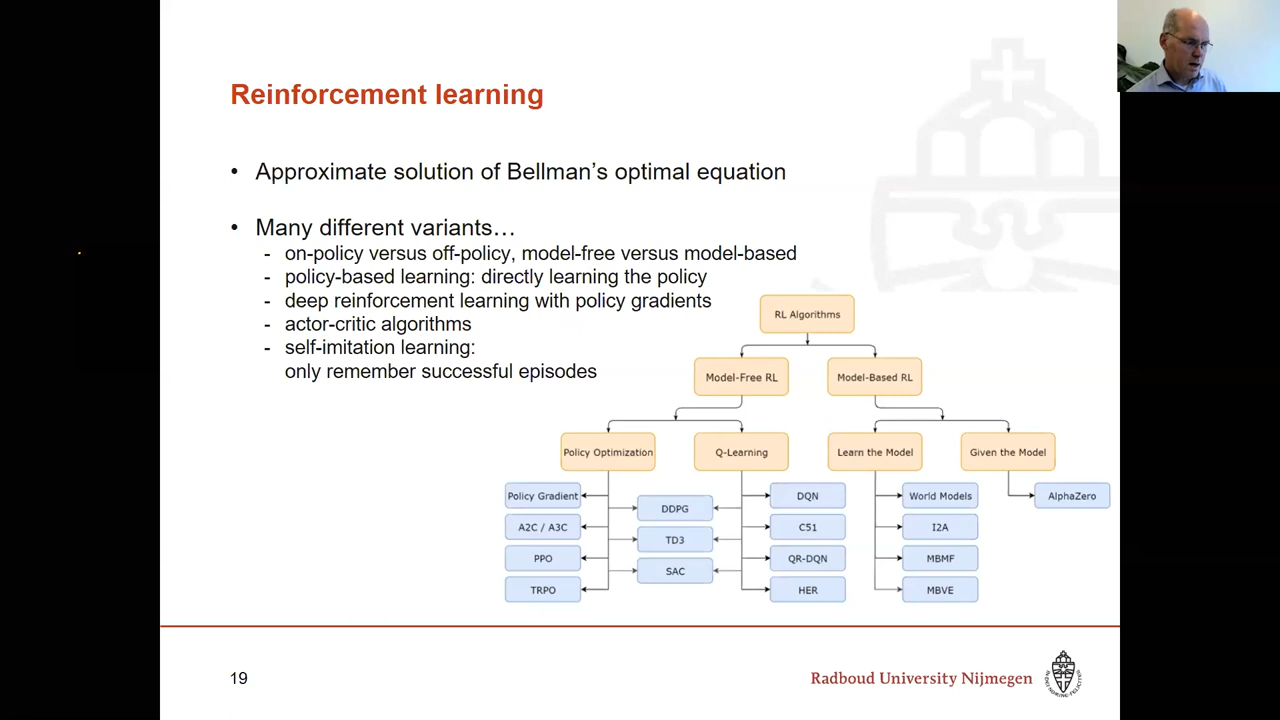 Reinforcement learning
• Approximate solution of Bellman's optimal equation
• Many different variants…
- on-policy versus off-policy, model-free versus model-based
- policy-based learning: directly learning the policy
- deep reinforcement learning with policy gradients
- actor-critic algorithms
- self-imitation learning:
only remember successful episodes
RL Algorithms
Model-Free RL
Model-Based RL
Policy Optimization
Q-Learning
Learn the Model
Given the Model
Policy Gradient
A2C / A3C
PPO
TRPO
DDPG
TD3
SAC
DQN
C51
QR-DQN
HER
World Models
I2A
MBMF
MBVE
AlphaZero
19
Radboud University Nijmegen